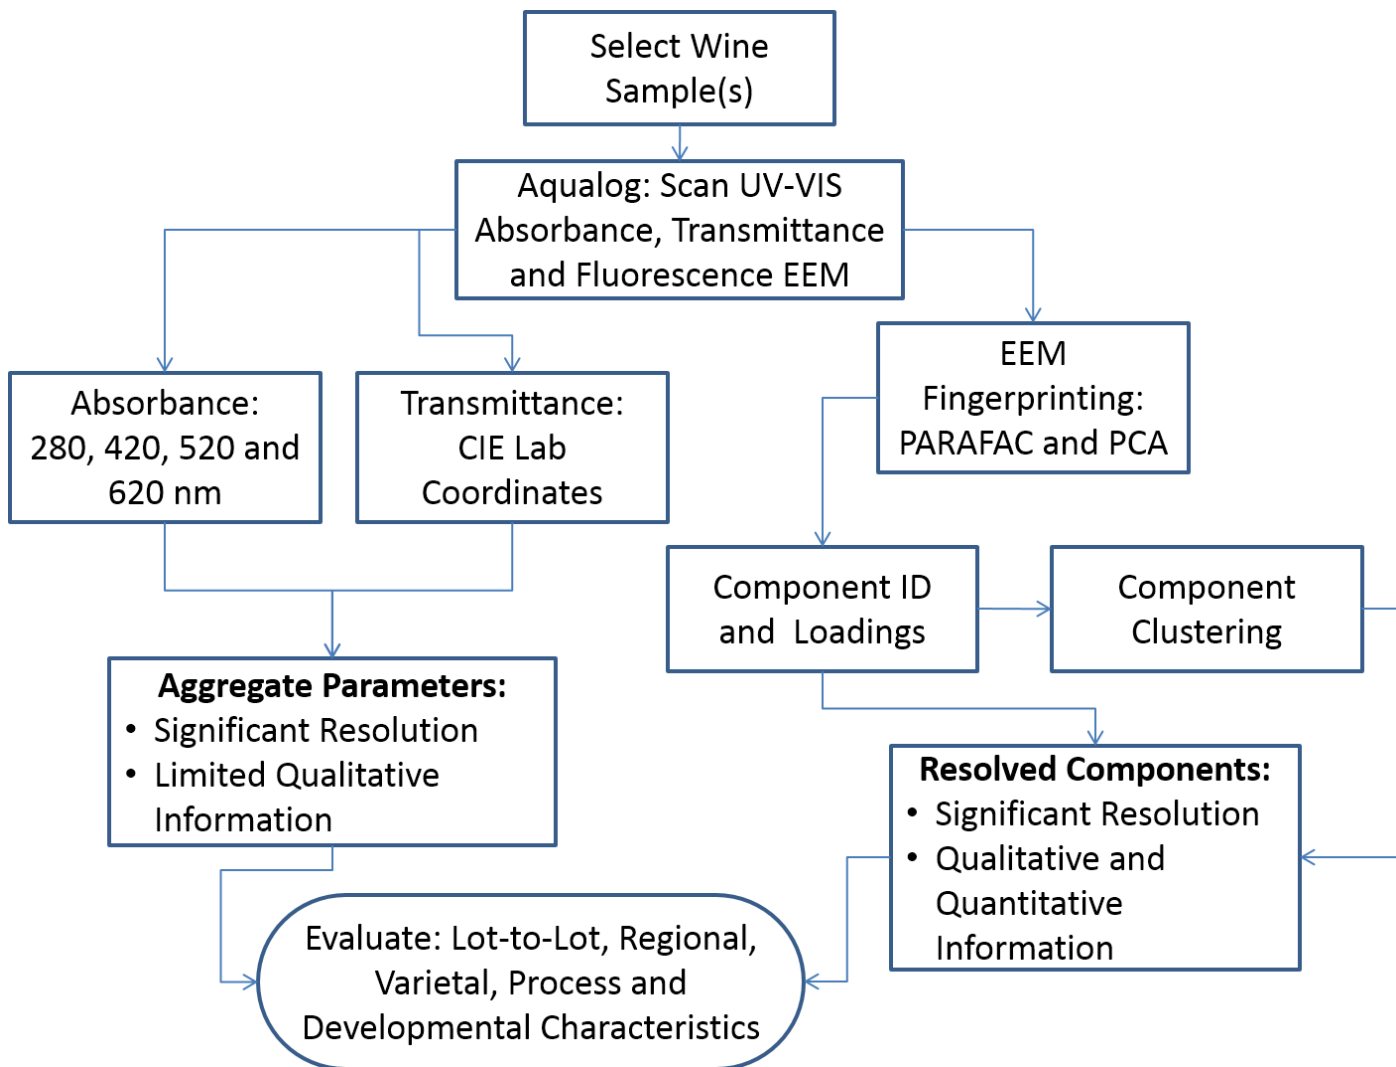 Select Wine
Sample(s)
Aqualog: Scan UV-VIS
Absorbance, Transmittance
and Fluorescence EEM
EEM
Fingerprinting:
PARAFAC and PCA
Absorbance:
280, 420, 520 and
620 nm
Transmittance:
CIE Lab
Coordinates
Component ID
and Loadings
Component
Clustering
Aggregate Parameters:
• Significant Resolution
• Limited Qualitative
Information
Resolved Components:
• Significant Resolution
• Qualitative and
Quantitative
Information
Evaluate: Lot-to-Lot, Regional,
Varietal, Process and
Developmental Characteristics